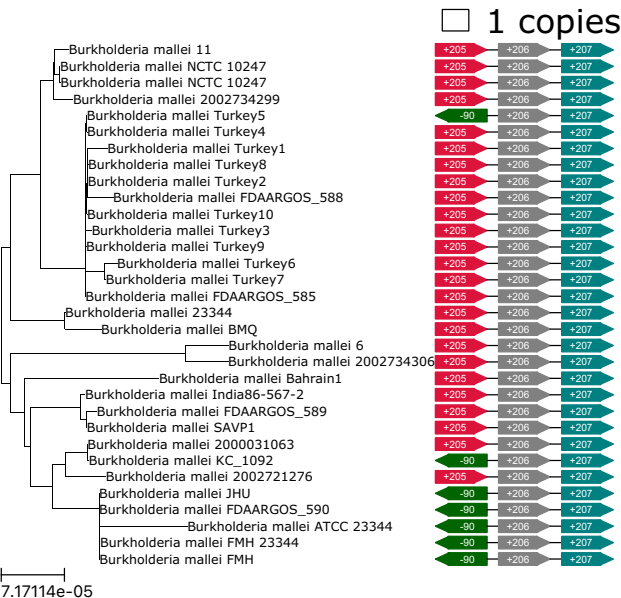 1 copies
Burkholderia mallei 11 +205 +206 +207
Burkholderia mallei NCTC 10247 +205 +206 +207
Burkholderia mallei NCTC 10247 +205 +206 +207
Burkholderia mallei 2002734299 +205 +206 +207
Burkholderia mallei Turkey5 -90 +206 +207
Burkholderia mallei Turkey4 +205 +206 +207
Burkholderia mallei Turkey1 +205 +206 +207
Burkholderia mallei Turkey8 +205 +206 +207
Burkholderia mallei Turkey2 +205 +206 +207
Burkholderia mallei FDAARGOS_588 +205 +206 +207
Burkholderia mallei Turkey10 +205 +206 +207
Burkholderia mallei Turkey3 +205 +206 +207
Burkholderia mallei Turkey9 +205 +206 +207
Burkholderia mallei Turkey6 +205 +206 +207
Burkholderia mallei Turkey7 +205 +206 +207
Burkholderia mallei FDAARGOS_585 +205 +206 +207
Burkholderia mallei 23344 +205 +206 +207
Burkholderia mallei BMQ +205 +206 +207
Burkholderia mallei 6 +205 +206 +207
Burkholderia mallei 2002734306 +205 +206 +207
Burkholderia mallei Bahrain1 +205 +206 +207
Burkholderia mallei India86-567-2 +205 +206 +207
Burkholderia mallei FDAARGOS_589 +205 +206 +207
Burkholderia mallei SAVP1 +205 +206 +207
Burkholderia mallei 2000031063 +205 +206 +207
Burkholderia mallei KC_1092 -90 +206 +207
Burkholderia mallei 2002721276 +205 +206 +207
Burkholderia mallei JHU -90 +206 +207
Burkholderia mallei FDAARGOS_590 -90 +206 +207
Burkholderia mallei ATCC 23344 -90 +206 +207
Burkholderia mallei FMH 23344 -90 +206 +207
Burkholderia mallei FMH -90 +206 +207
7.17114e-05